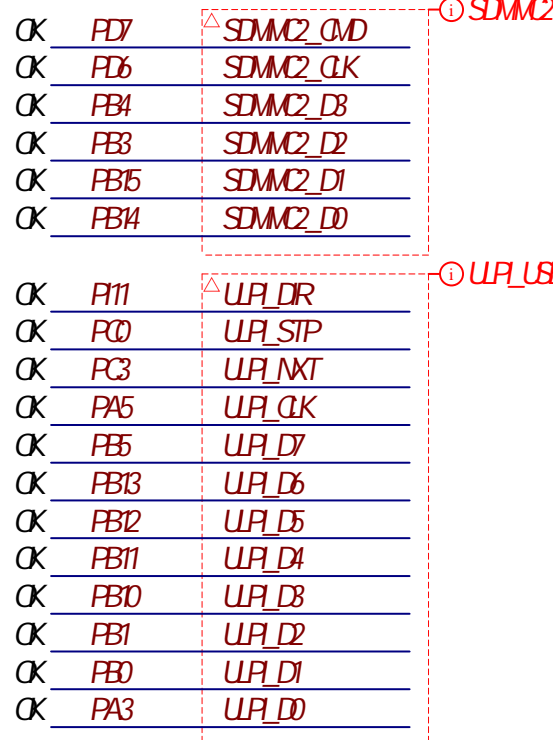 ⓘ SDMMC2
OK PD7 SDMMC2_CMD
OK PD6 SDMMC2_CLK
OK PB4 SDMMC2_D3
OK PB3 SDMMC2_D2
OK PB15 SDMMC2_D1
OK PB14 SDMMC2_D0
ⓘ ULPI_USB
OK PI11 ULPI_DIR
OK PC0 ULPI_STP
OK PC3 ULPI_NXT
OK PA5 ULPI_CLK
OK PB5 ULPI_D7
OK PB13 ULPI_D6
OK PB12 ULPI_D5
OK PB11 ULPI_D4
OK PB10 ULPI_D3
OK PB1 ULPI_D2
OK PB0 ULPI_D1
OK PA3 ULPI_D0